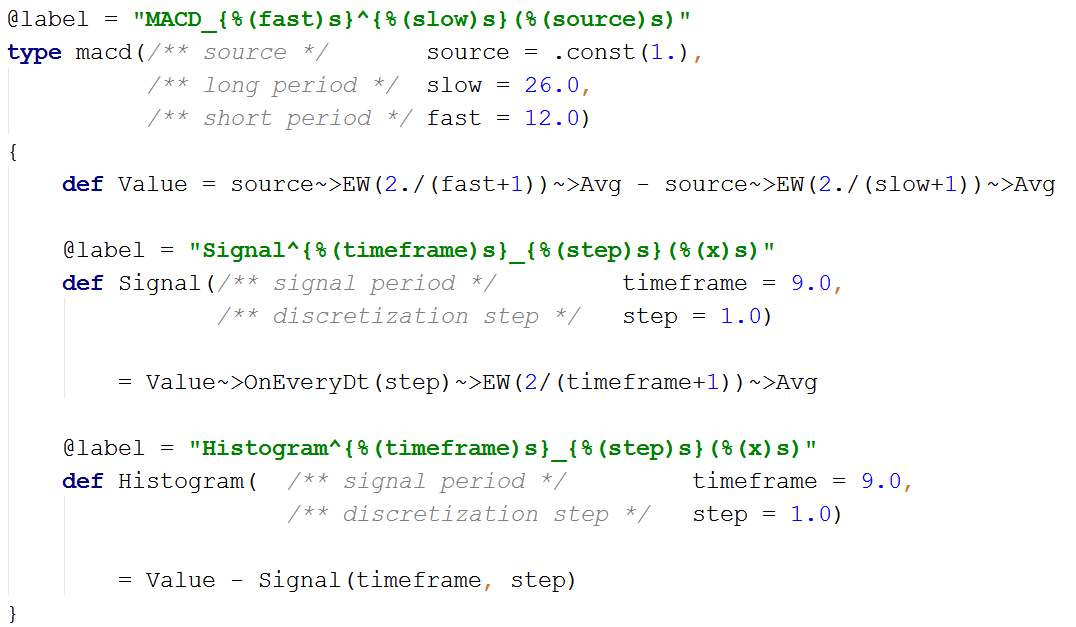 @label = "MACD_{%(fast)s}^{%(slow)s}(%(source)s)"
type macd(/** source */       source = .const(1.),
          /** long period */  slow = 26.0,
          /** short period */ fast = 12.0)
{
    def Value = source~>EW(2./(fast+1))~>Avg - source~>EW(2./(slow+1))~>Avg

    @label = "Signal^{%(timeframe)s}_{%(step)s}(%(x)s)"
    def Signal(/** signal period */         timeframe = 9.0,
               /** discretization step */   step = 1.0)

        = Value~>OnEveryDt(step)~>EW(2/(timeframe+1))~>Avg

    @label = "Histogram^{%(timeframe)s}_{%(step)s}(%(x)s)"
    def Histogram(  /** signal period */         timeframe = 9.0,
                    /** discretization step */   step = 1.0)

        = Value - Signal(timeframe, step)
}